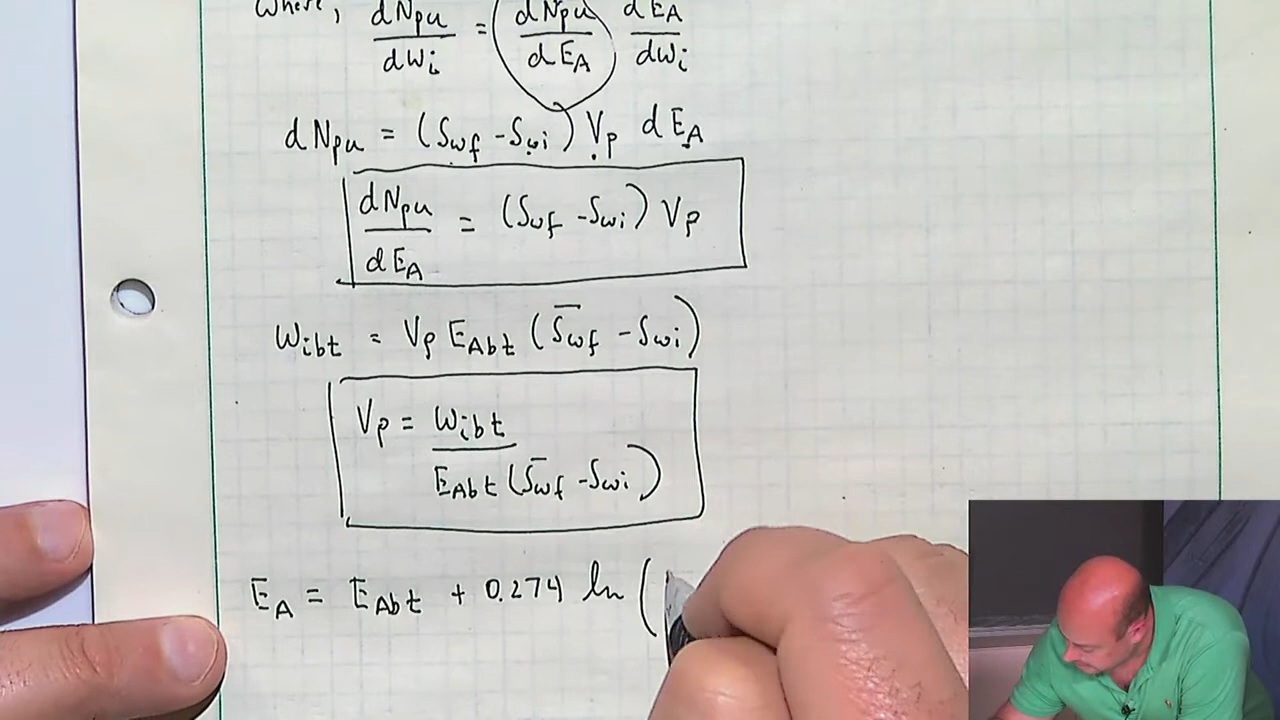 Where, dNpu/dWi = dNpu/dEA dEA/dWi
dNpu = (Swf - Swi) Vp dEA
dNpu/dEA = (Swf - Swi) Vp
Wibt = Vp EAbt (S̅wf - Swi)
Vp = Wibt/EAbt (S̅wf - Swi)
EA = EAbt + 0.274 ln (